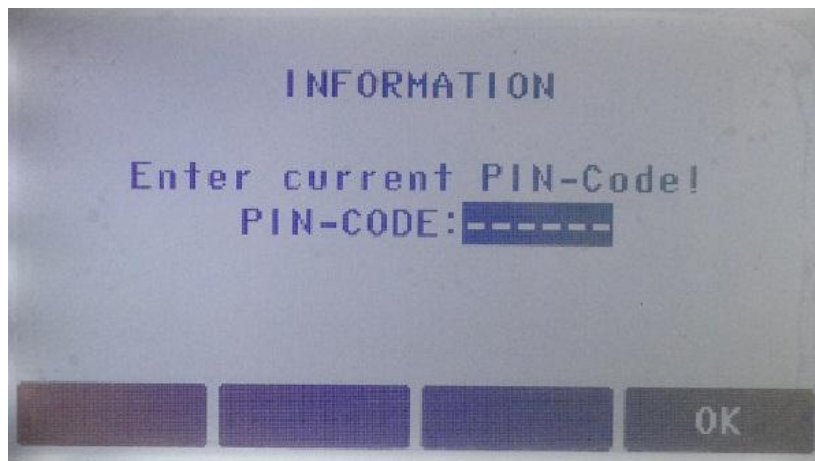 INFORMATION
Enter current PIN-Code!
PIN-CODE:------
OK